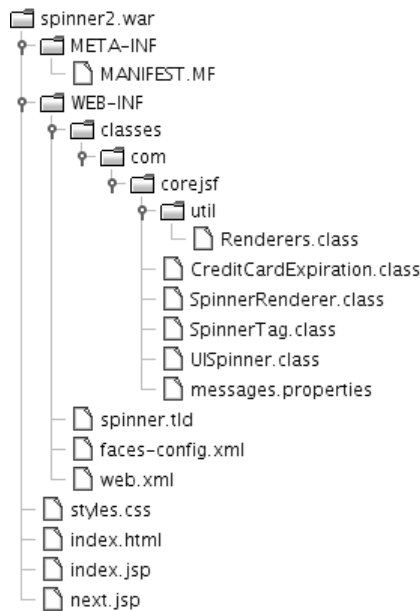 spinner2.war
META-INF
MANIFEST.MF
WEB-INF
classes
com
corejsf
util
Renderers.class
CreditCardExpiration.class
SpinnerRenderer.class
SpinnerTag.class
UISpinner.class
messages.properties
spinner.tld
faces-config.xml
web.xml
styles.css
index.html
index.jsp
next.jsp